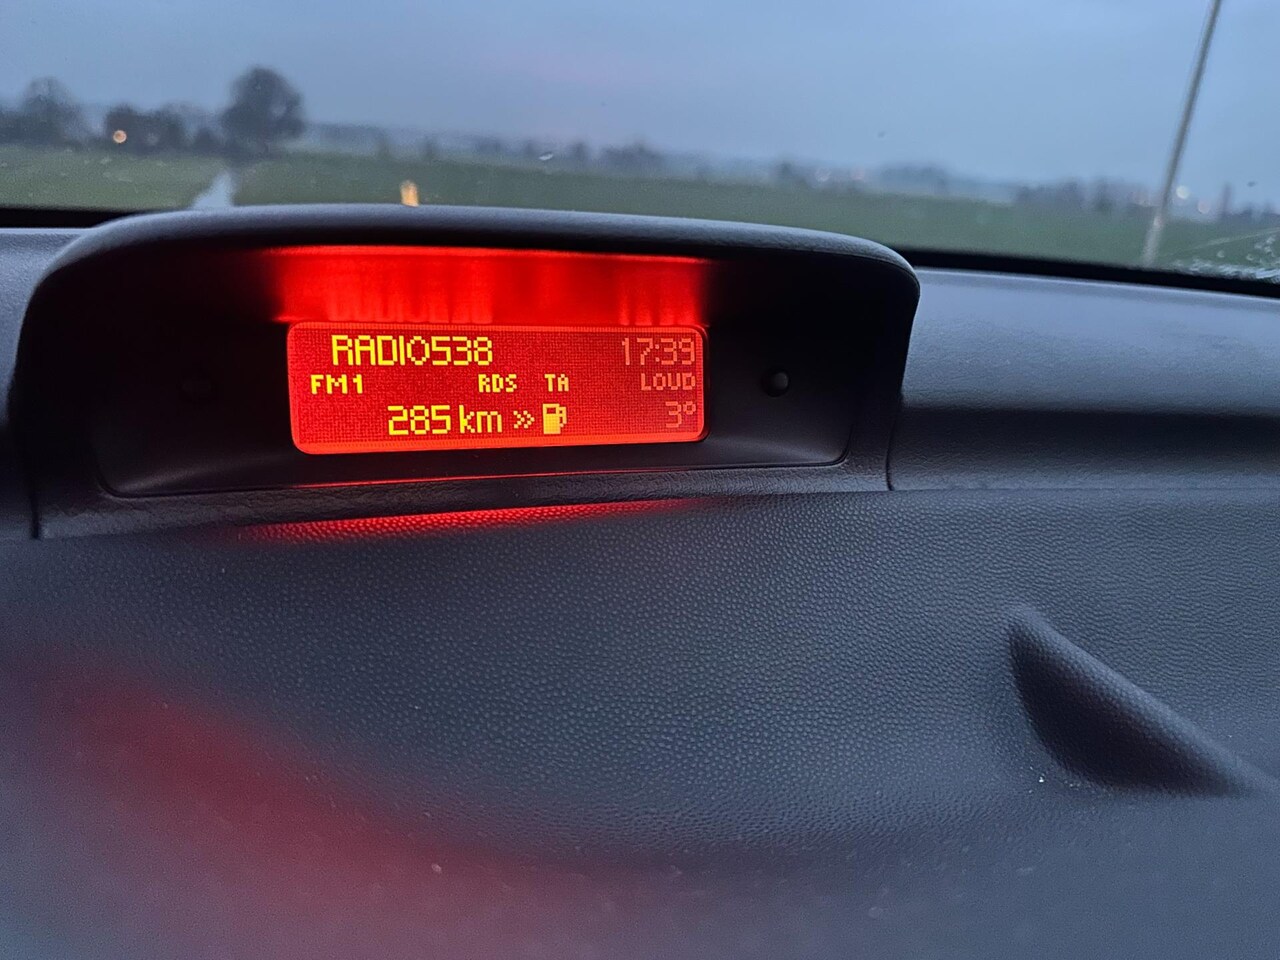 RADIO538 17:39
FM1 RDS TA LOUD
285 km » 3°